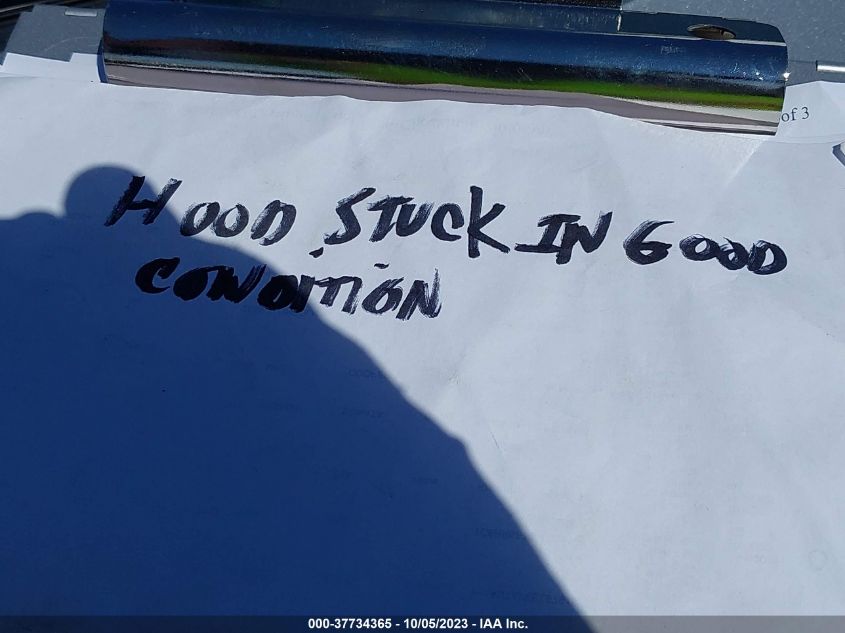 of 3
HOOD STUCK IN GOOD
CONDITION
000-37734365 - 10/05/2023 - IAA Inc.